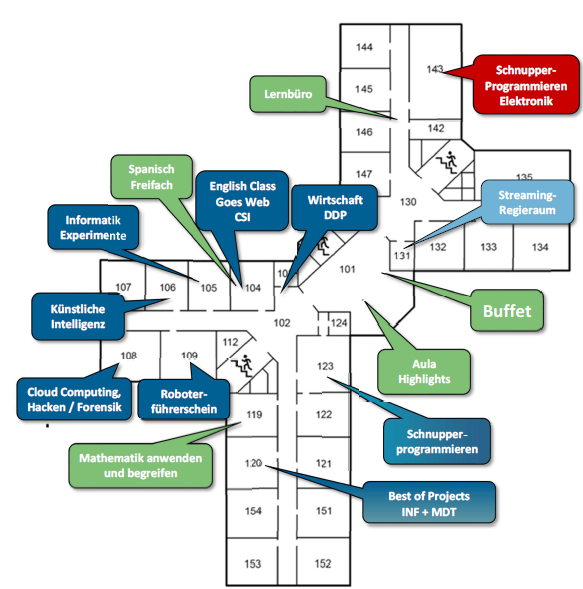 144
143
Schnupper-
Programmieren
Elektronik
145
Lernbüro
146
142
147
135
Spanisch
Freifach
English Class
Goes Web
CSI
Wirtschaft
DDP
130
Streaming-
Regieraum
Informatik
Experimente
131
132
133
134
101
107
106
105
104
10
Künstliche
Intelligenz
Buffet
102
124
112
108
109
123
Aula
Highlights
Cloud Computing,
Hacken / Forensik
Roboter-
führerschein
119
122
Schnupper-
programmieren
Mathematik anwenden
und begreifen
120
121
Best of Projects
INF + MDT
154
151
153
152